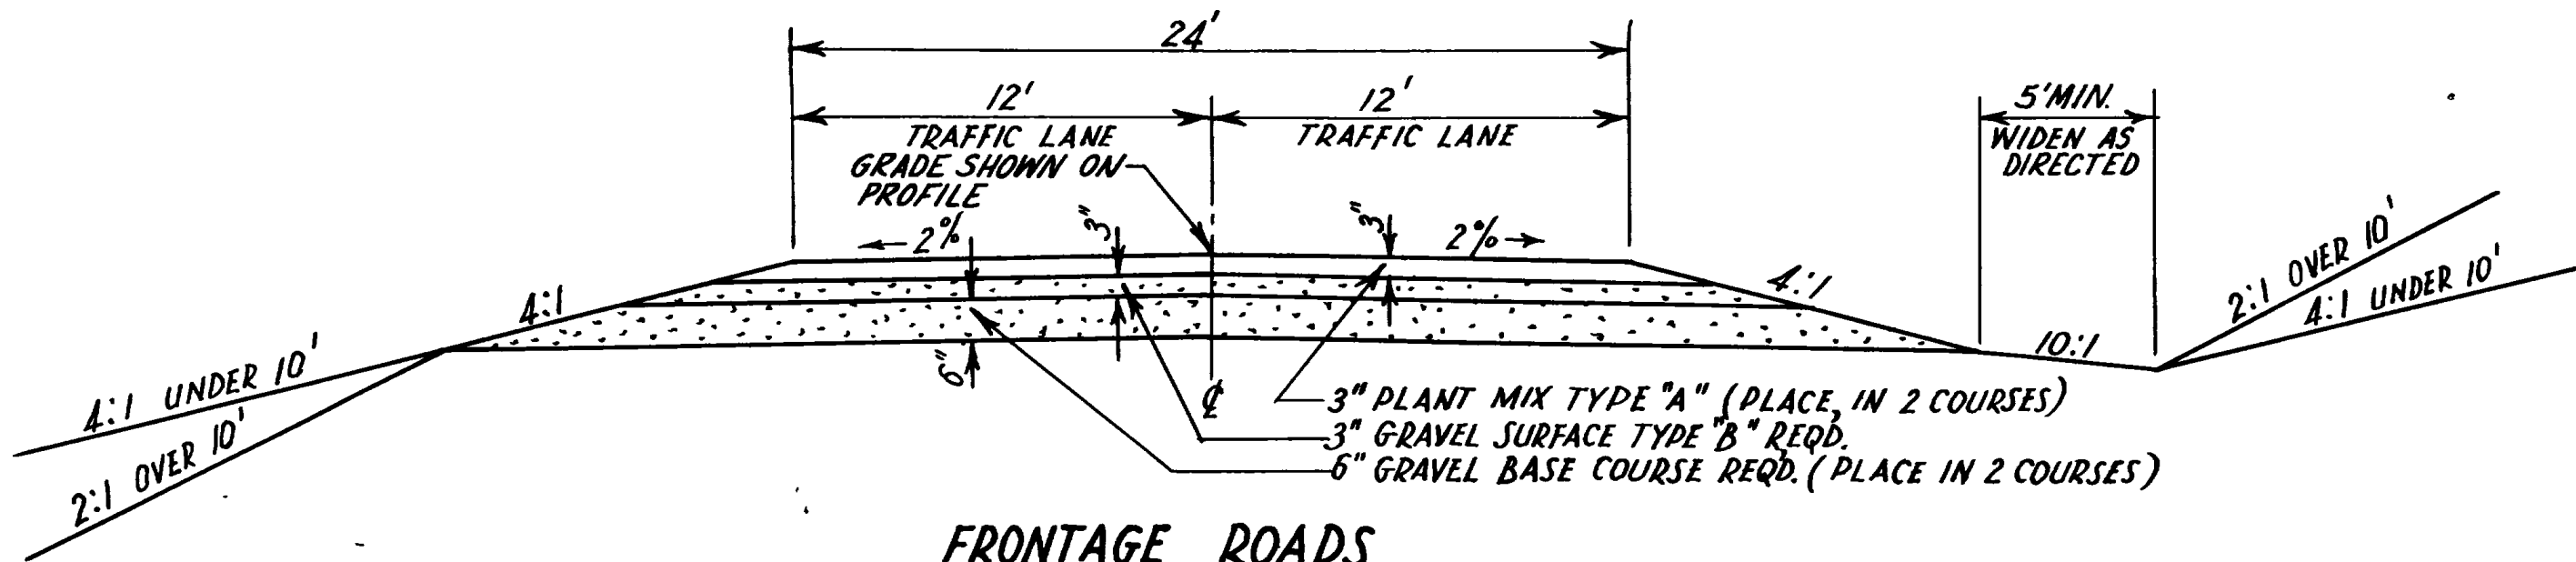 24'
12'
12'
5' MIN.
TRAFFIC LANE
TRAFFIC LANE
WIDEN AS
DIRECTED
GRADE SHOWN ON
PROFILE
2%
3"
3"
2%
4:1
4:1
4:1 UNDER 10'
2:1 OVER 10'
6"
10:1
2:1 OVER 10'
4:1 UNDER 10'
℄
3" PLANT MIX TYPE "A" (PLACE, IN 2 COURSES)
3" GRAVEL SURFACE TYPE "B" REQD.
6" GRAVEL BASE COURSE REQ'D. (PLACE IN 2 COURSES)
FRONTAGE ROADS